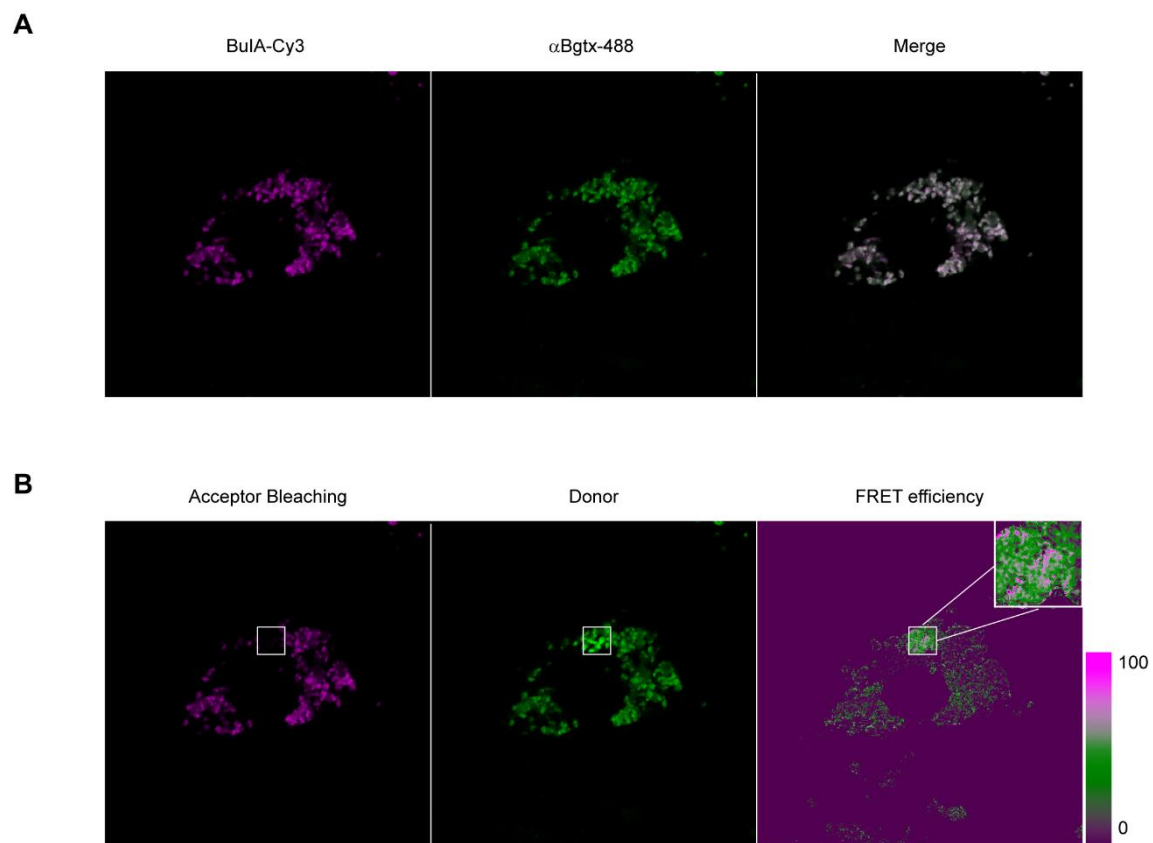 A
BuIA-Cy3
αBgtx-488
Merge
B
Acceptor Bleaching
Donor
FRET efficiency
100
0